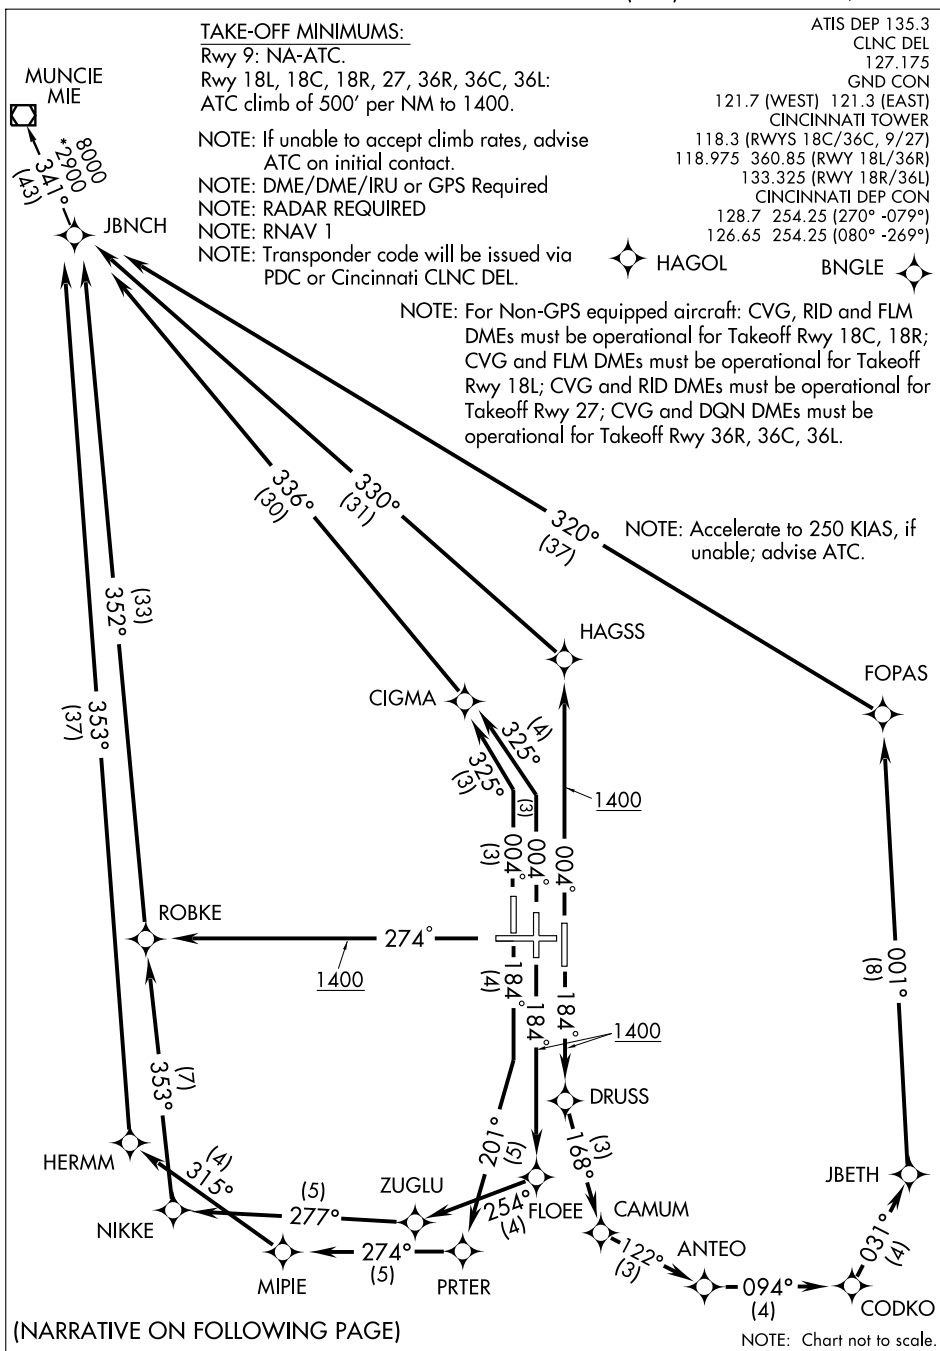 TAKE-OFF MINIMUMS:
Rwy 9: NA-ATC.
Rwy 18L, 18C, 18R, 27, 36R, 36C, 36L:
ATC climb of 500' per NM to 1400.
NOTE: If unable to accept climb rates, advise
ATC on initial contact.
NOTE: DME/DME/IRU or GPS Required
NOTE: RADAR REQUIRED
NOTE: RNAV 1
NOTE: Transponder code will be issued via
PDC or Cincinnati CLNC DEL.
ATIS DEP 135.3
CLNC DEL
127.175
GND CON
121.7 (WEST) 121.3 (EAST)
CINCINNATI TOWER
118.3 (RWYS 18C/36C, 9/27)
118.975 360.85 (RWY 18L/36R)
133.325 (RWY 18R/36L)
CINCINNATI DEP CON
128.7 254.25 (270° -079°)
126.65 254.25 (080° -269°)
MUNCIE
MIE
8000
*2900
341°
(43)
JBNCH
HAGOL
BNGLE
NOTE: For Non-GPS equipped aircraft: CVG, RID and FLM
DMEs must be operational for Takeoff Rwy 18C, 18R;
CVG and FLM DMEs must be operational for Takeoff
Rwy 18L; CVG and RID DMEs must be operational for
Takeoff Rwy 27; CVG and DQN DMEs must be
operational for Takeoff Rwy 36R, 36C, 36L.
336°
(30)
330°
(31)
320°
(37)
NOTE: Accelerate to 250 KIAS, if
unable; advise ATC.
352°
(33)
353°
(37)
HAGSS
CIGMA
FOPAS
325°
(4)
325°
(3)
1400
004°
(3)
004°
(3)
004°
ROBKE
274°
1400
184°
(4)
184°
184°
1400
001°
(8)
353°
(7)
DRUSS
201°
(5)
168°
(3)
HERMM
315°
(4)
ZUGLU
254°
(4)
FLOEE
JBETH
NIKKE
277°
(5)
CAMUM
122°
(3)
ANTEO
031°
(4)
MIPIE
274°
(5)
PRTER
094°
(4)
CODKO
(NARRATIVE ON FOLLOWING PAGE)
NOTE: Chart not to scale.